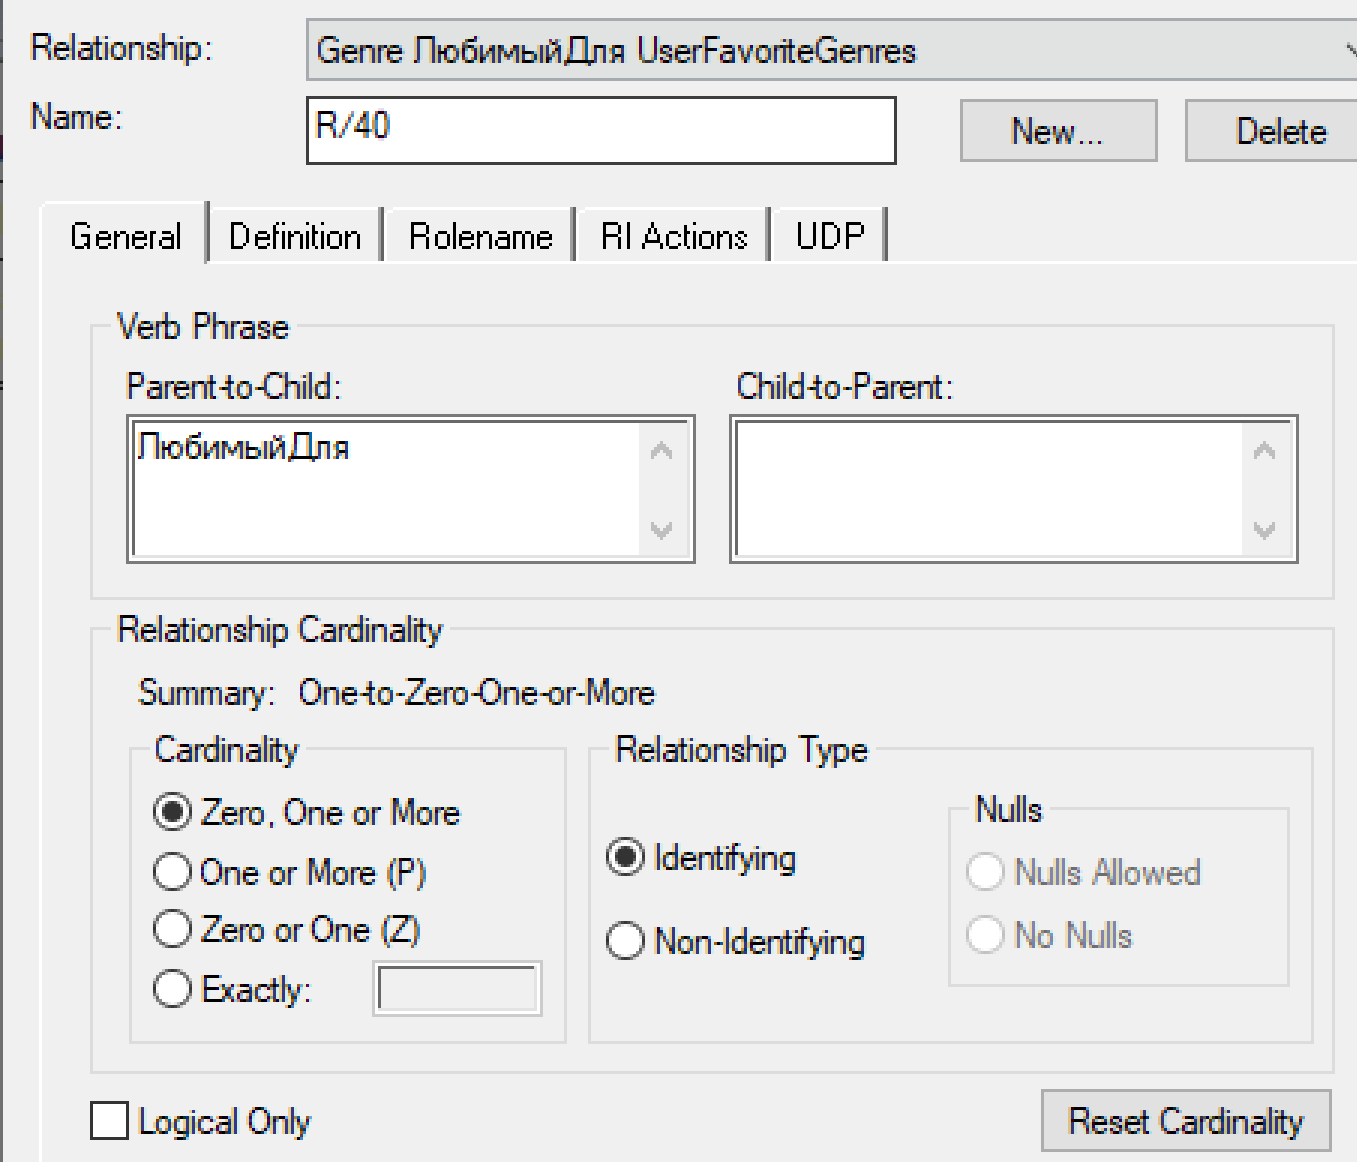 Relationship: Genre ЛюбимыйДля UserFavoriteGenres
Name: R/40 New... Delete
General Definition Rolename RI Actions UDP
Verb Phrase
Parent-to-Child: Child-to-Parent:
ЛюбимыйДля
Relationship Cardinality
Summary: One-to-Zero-One-or-More
Cardinality Relationship Type
Zero, One or More Nulls
One or More (P) Identifying Nulls Allowed
Zero or One (Z) Non-Identifying No Nulls
Exactly:
Logical Only Reset Cardinality